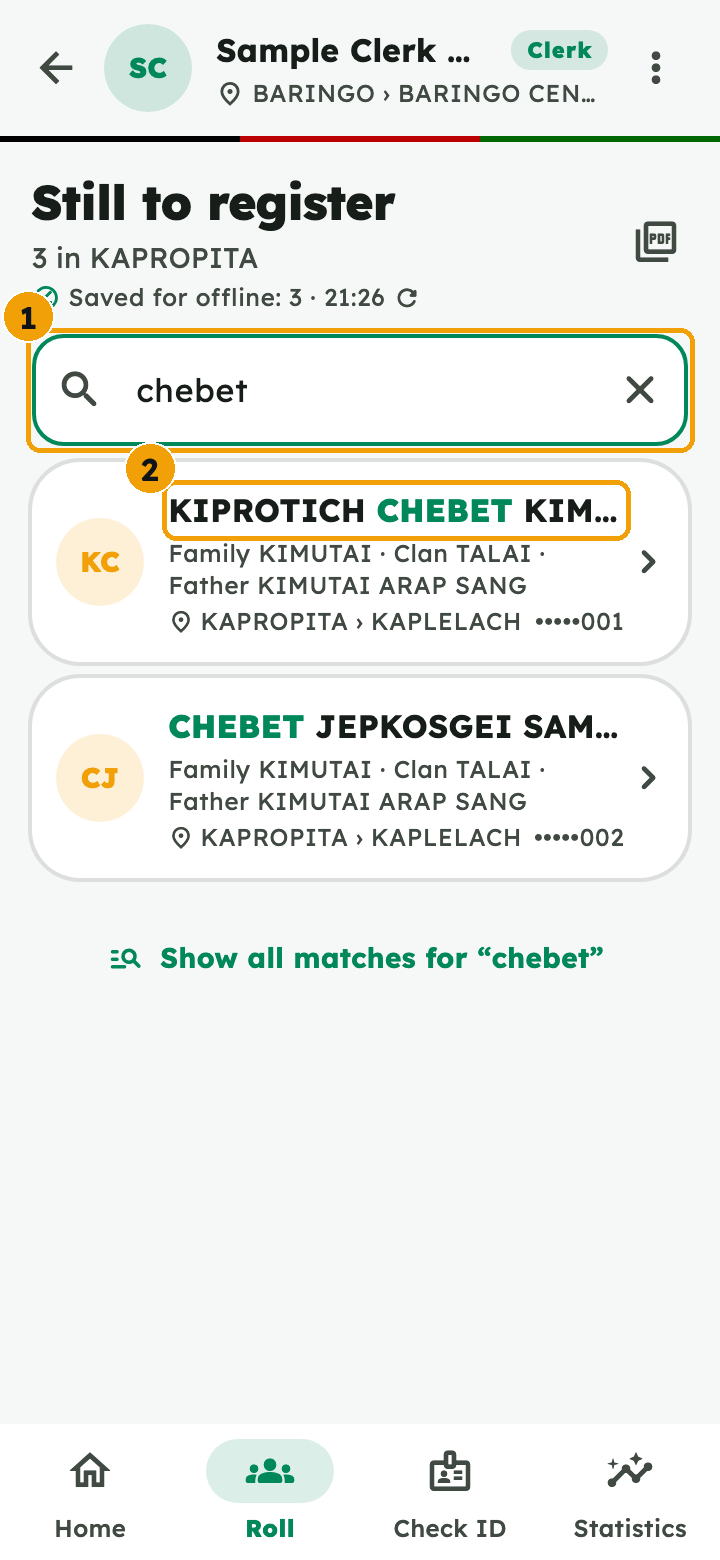 SC
Sample Clerk ...
Clerk
BARINGO › BARINGO CEN...
Still to register
3 in KAPROPITA
PDF
Saved for offline: 3 · 21:26
1
chebet
2
KIPROTICH CHEBET KIM...
KC
Family KIMUTAI · Clan TALAI ·
Father KIMUTAI ARAP SANG
KAPROPITA › KAPLELACH •••••001
CHEBET JEPKOSGEI SAM...
CJ
Family KIMUTAI · Clan TALAI ·
Father KIMUTAI ARAP SANG
KAPROPITA › KAPLELACH •••••002
Show all matches for “chebet”
Home
Roll
Check ID
Statistics